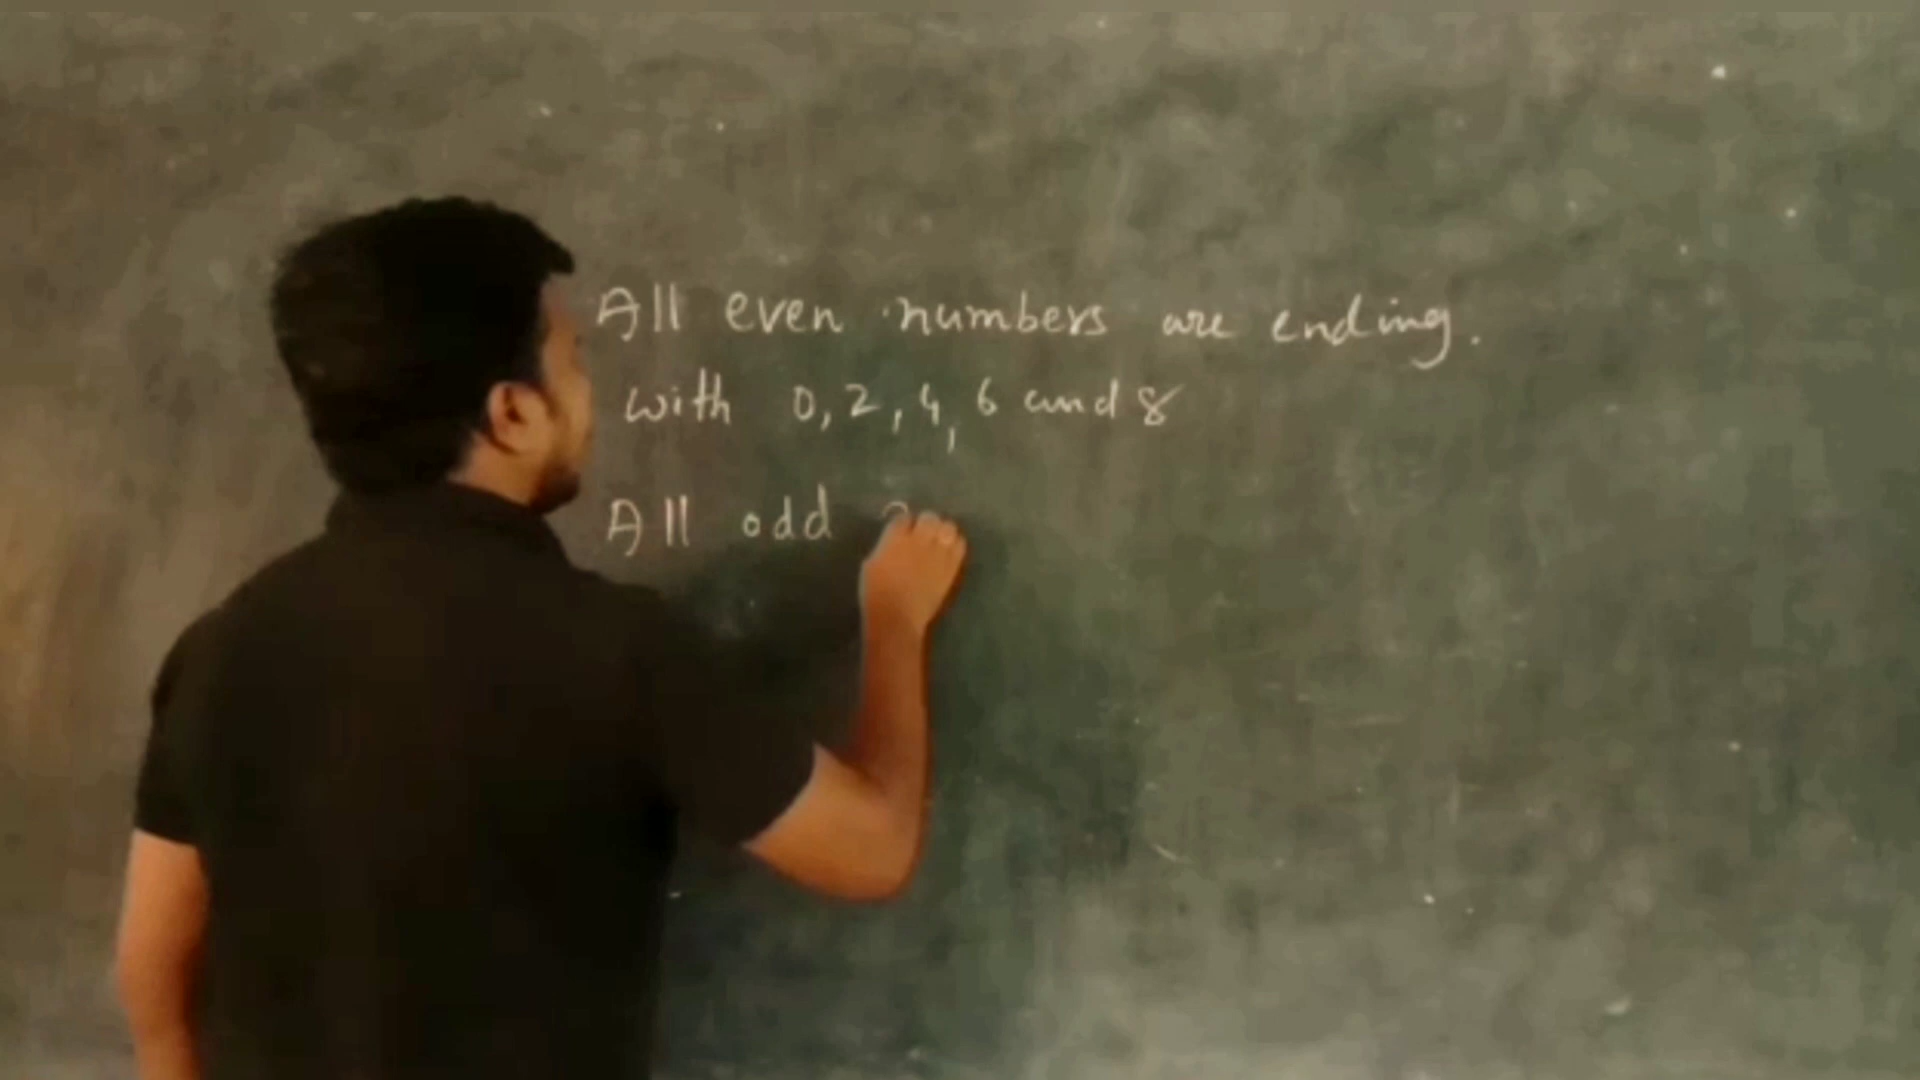 All even numbers are ending.
with 0, 2, 4, 6 and 8
All odd